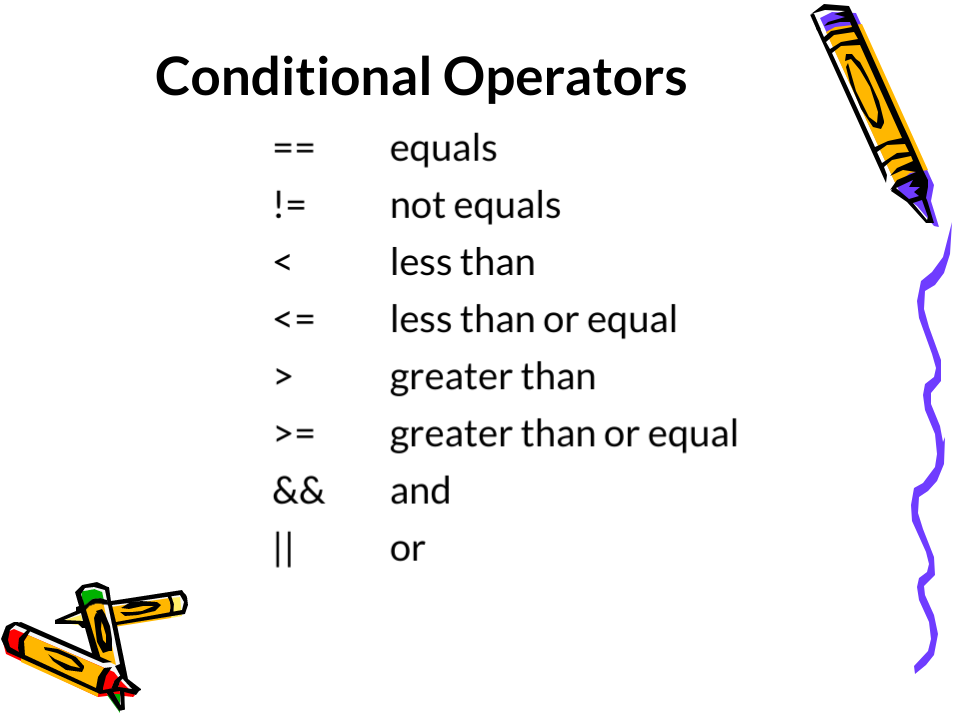 Conditional Operators
== equals
!= not equals
< less than
<= less than or equal
> greater than
>= greater than or equal
&& and
|| or